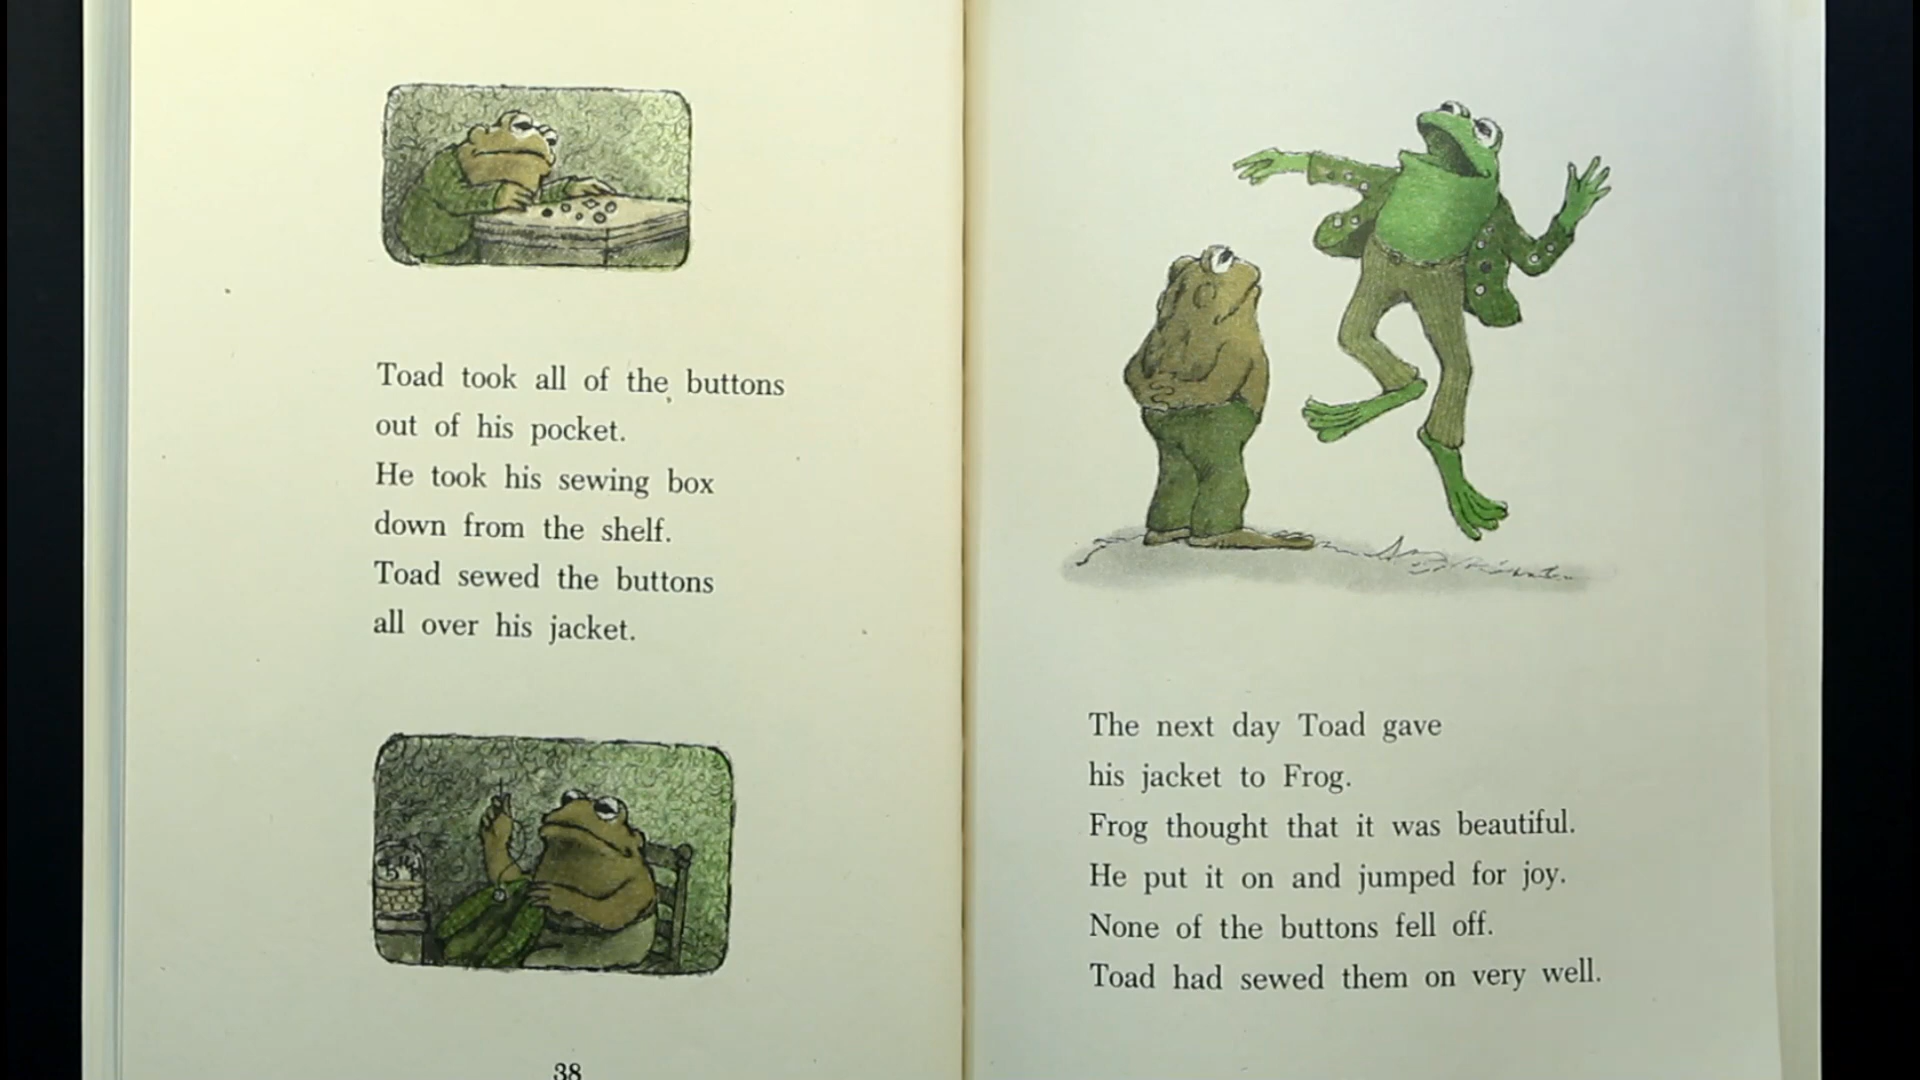 Toad took all of the buttons
out of his pocket.
He took his sewing box
down from the shelf.
Toad sewed the buttons
all over his jacket.
38
The next day Toad gave
his jacket to Frog.
Frog thought that it was beautiful.
He put it on and jumped for joy.
None of the buttons fell off.
Toad had sewed them on very well.